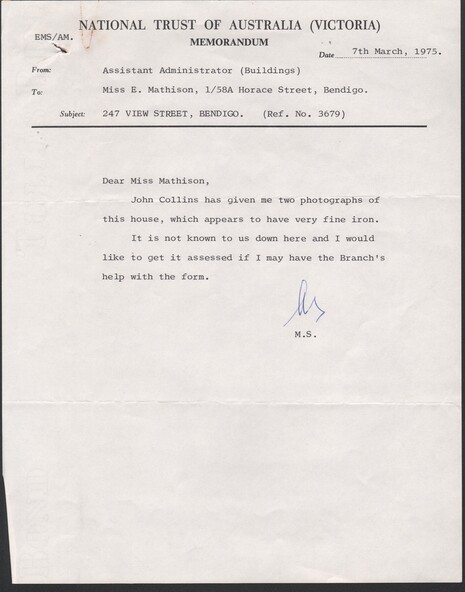 NATIONAL TRUST OF AUSTRALIA (VICTORIA)
EMS/AM.
MEMORANDUM
Date 7th March, 1975.
From: Assistant Administrator (Buildings)
To: Miss E. Mathison, 1/58A Horace Street, Bendigo.
Subject: 247 VIEW STREET, BENDIGO. (Ref. No. 3679)
Dear Miss Mathison,
John Collins has given me two photographs of
this house, which appears to have very fine iron.
It is not known to us down here and I would
like to get it assessed if I may have the Branch's
help with the form.
M.S.